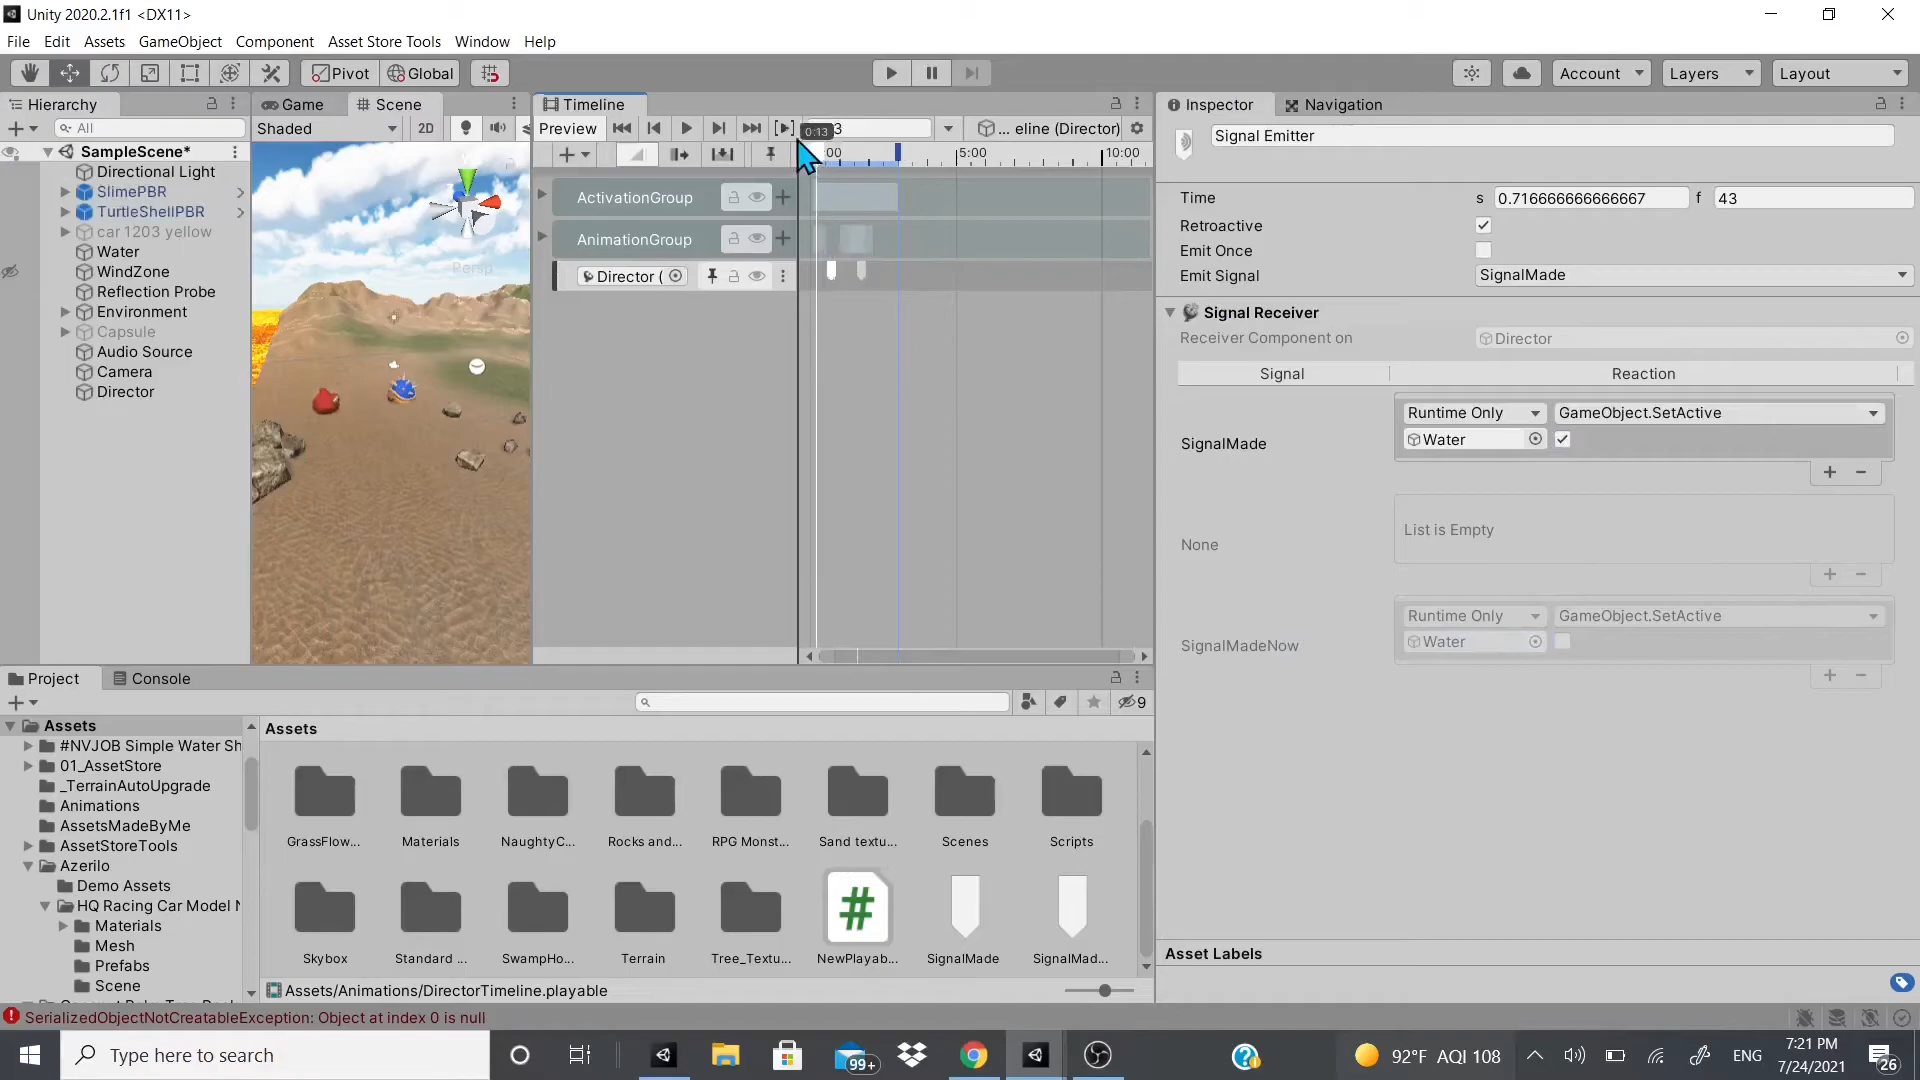 Unity 2020.2.1f1 <DX11>
File Edit Assets GameObject Component Asset Store Tools Window Help
Pivot Global Account Layers Layout
Hierarchy
All
SampleScene*
Directional Light
SlimePBR
TurtleShellPBR
car 1203 yellow
Water
WindZone
Reflection Probe
Environment
Capsule
Audio Source
Camera
Director
Game Scene
Shaded 2D
Persp
Timeline
Preview 0:13 3 ... eline (Director)
:00 5:00 10:00
ActivationGroup
AnimationGroup
Director (
Inspector Navigation
Signal Emitter
Time s 0.716666666666667 f 43
Retroactive
Emit Once
Emit Signal SignalMade
Signal Receiver
Receiver Component on Director
Signal Reaction
SignalMade Runtime Only GameObject.SetActive
Water
+ −
None List is Empty
+ −
SignalMadeNow Runtime Only GameObject.SetActive
Water
+ −
Asset Labels
Project Console
9
Assets
#NVJOB Simple Water Sh
01_AssetStore
_TerrainAutoUpgrade
Animations
AssetsMadeByMe
AssetStoreTools
Azerilo
Demo Assets
HQ Racing Car Model N
Materials
Mesh
Prefabs
Scene
Assets
GrassFlow... Materials NaughtyC... Rocks and... RPG Monst... Sand textu... Scenes Scripts
Skybox Standard ... SwampHo... Terrain Tree_Textu... NewPlayab... SignalMade SignalMad...
#
Assets/Animations/DirectorTimeline.playable
SerializedObjectNotCreatableException: Object at index 0 is null
Type here to search 99+ 92°F AQI 108 ENG 7:21 PM
7/24/2021 26